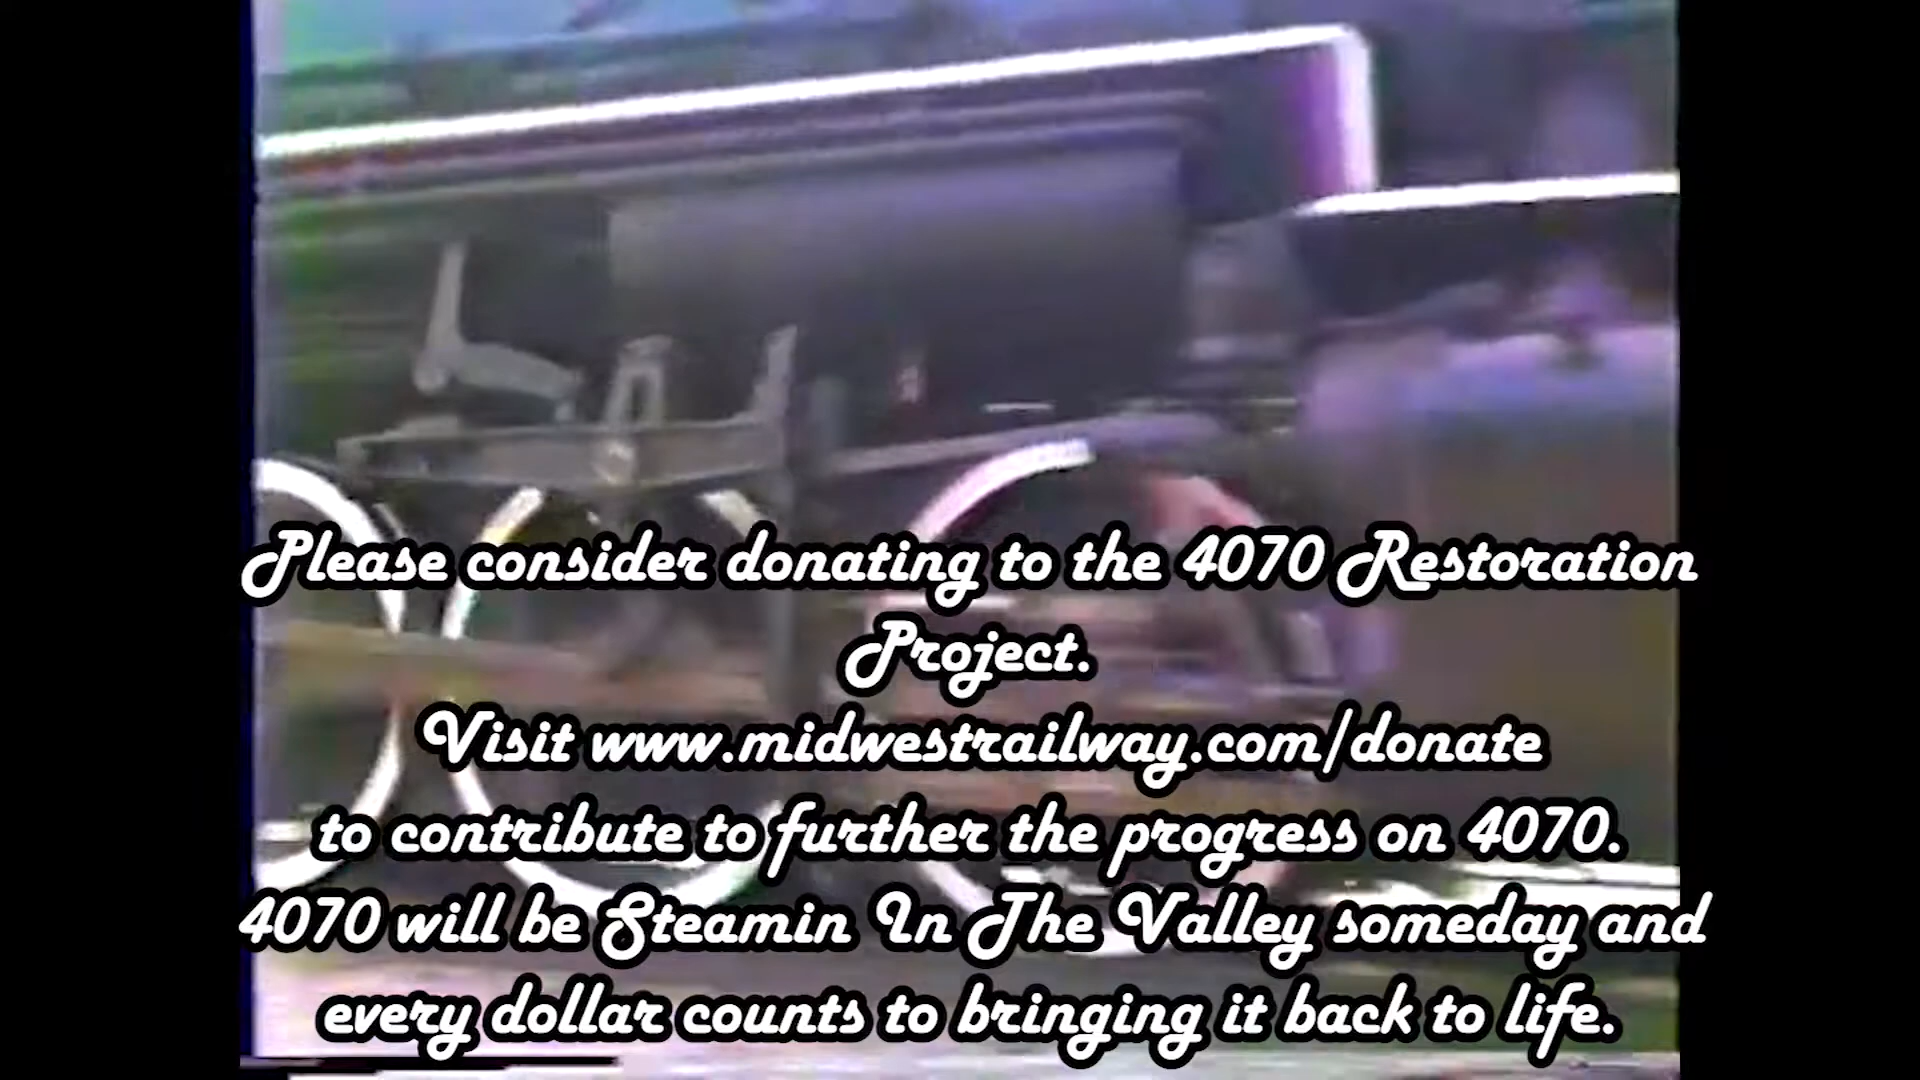 Please consider donating to the 4070 Restoration
Project.
Visit www.midwestrailway.com/donate
to contribute to further the progress on 4070.
4070 will be Steamin In The Valley someday and
every dollar counts to bringing it back to life.